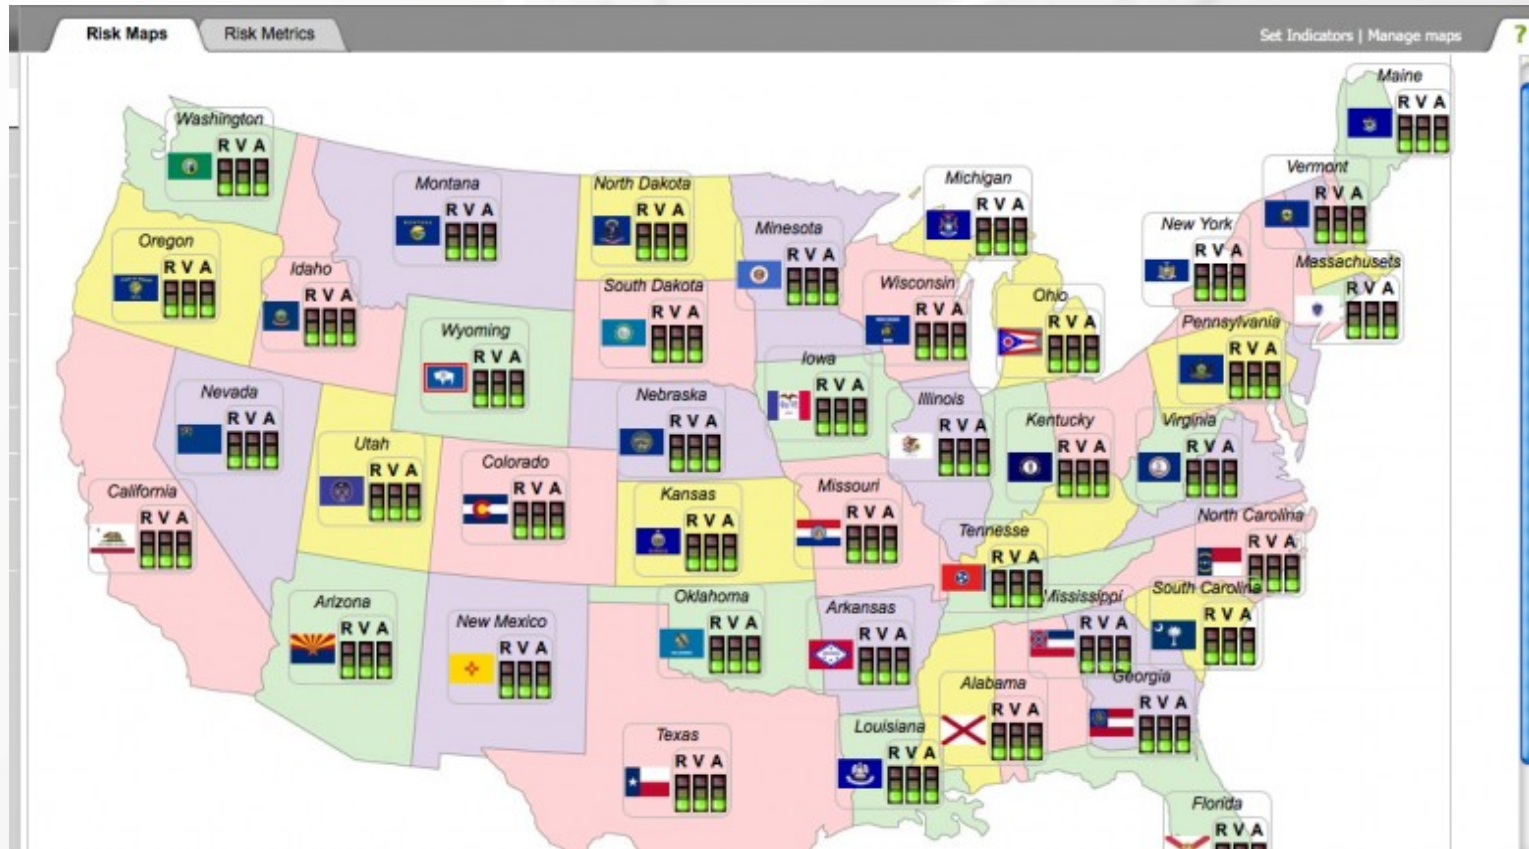 Risk Maps
Risk Metrics
Set Indicators | Manage maps
?
Maine
R V A
Washington
R V A
Vermont
R V A
Montana
R V A
North Dakota
R V A
Michigan
R V A
New York
R V A
Minesota
R V A
Oregon
R V A
Idaho
R V A
Massachusets
R V A
South Dakota
R V A
Wisconsin
R V A
Ohio
R V A
Pennsylvania
R V A
Wyoming
R V A
Iowa
R V A
Nevada
R V A
Nebraska
R V A
Illinois
R V A
Kentucky
R V A
Virginia
R V A
Utah
R V A
Colorado
R V A
California
R V A
Kansas
R V A
Missouri
R V A
North Carolina
R V A
Tennesse
R V A
Arizona
R V A
New Mexico
R V A
Oklahoma
R V A
Arkansas
R V A
Mississippi
R V A
South Carolina
R V A
Alabama
R V A
Georgia
R V A
Texas
R V A
Louisiana
R V A
Florida
R V A